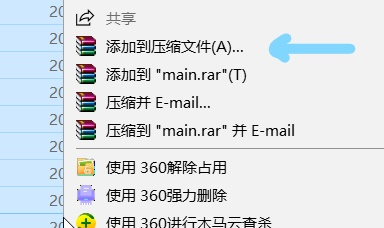 共享
添加到压缩文件(A)...
添加到 "main.rar"(T)
压缩并 E-mail...
压缩到 "main.rar" 并 E-mail
使用 360解除占用
使用 360强力删除
使用 360进行木马云查杀